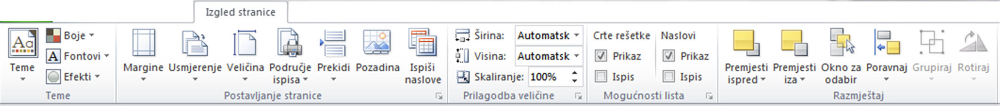 Izgled stranice
Aa
Teme
Boje
A Fontovi
Efekti
Teme
Margine
Usmjerenje
Veličina
Područje
ispisa
Prekidi
Pozadina
Ispiši
naslove
Postavljanje stranice
Širina: Automatsk
Visina: Automatsk
Skaliranje: 100%
Prilagodba veličine
Crte rešetke
Prikaz
Ispis
Naslovi
Prikaz
Ispis
Mogućnosti lista
Premjesti
ispred
Premjesti
iza
Okno za
odabir
Poravnaj
Grupiraj
Rotiraj
Razmještaj